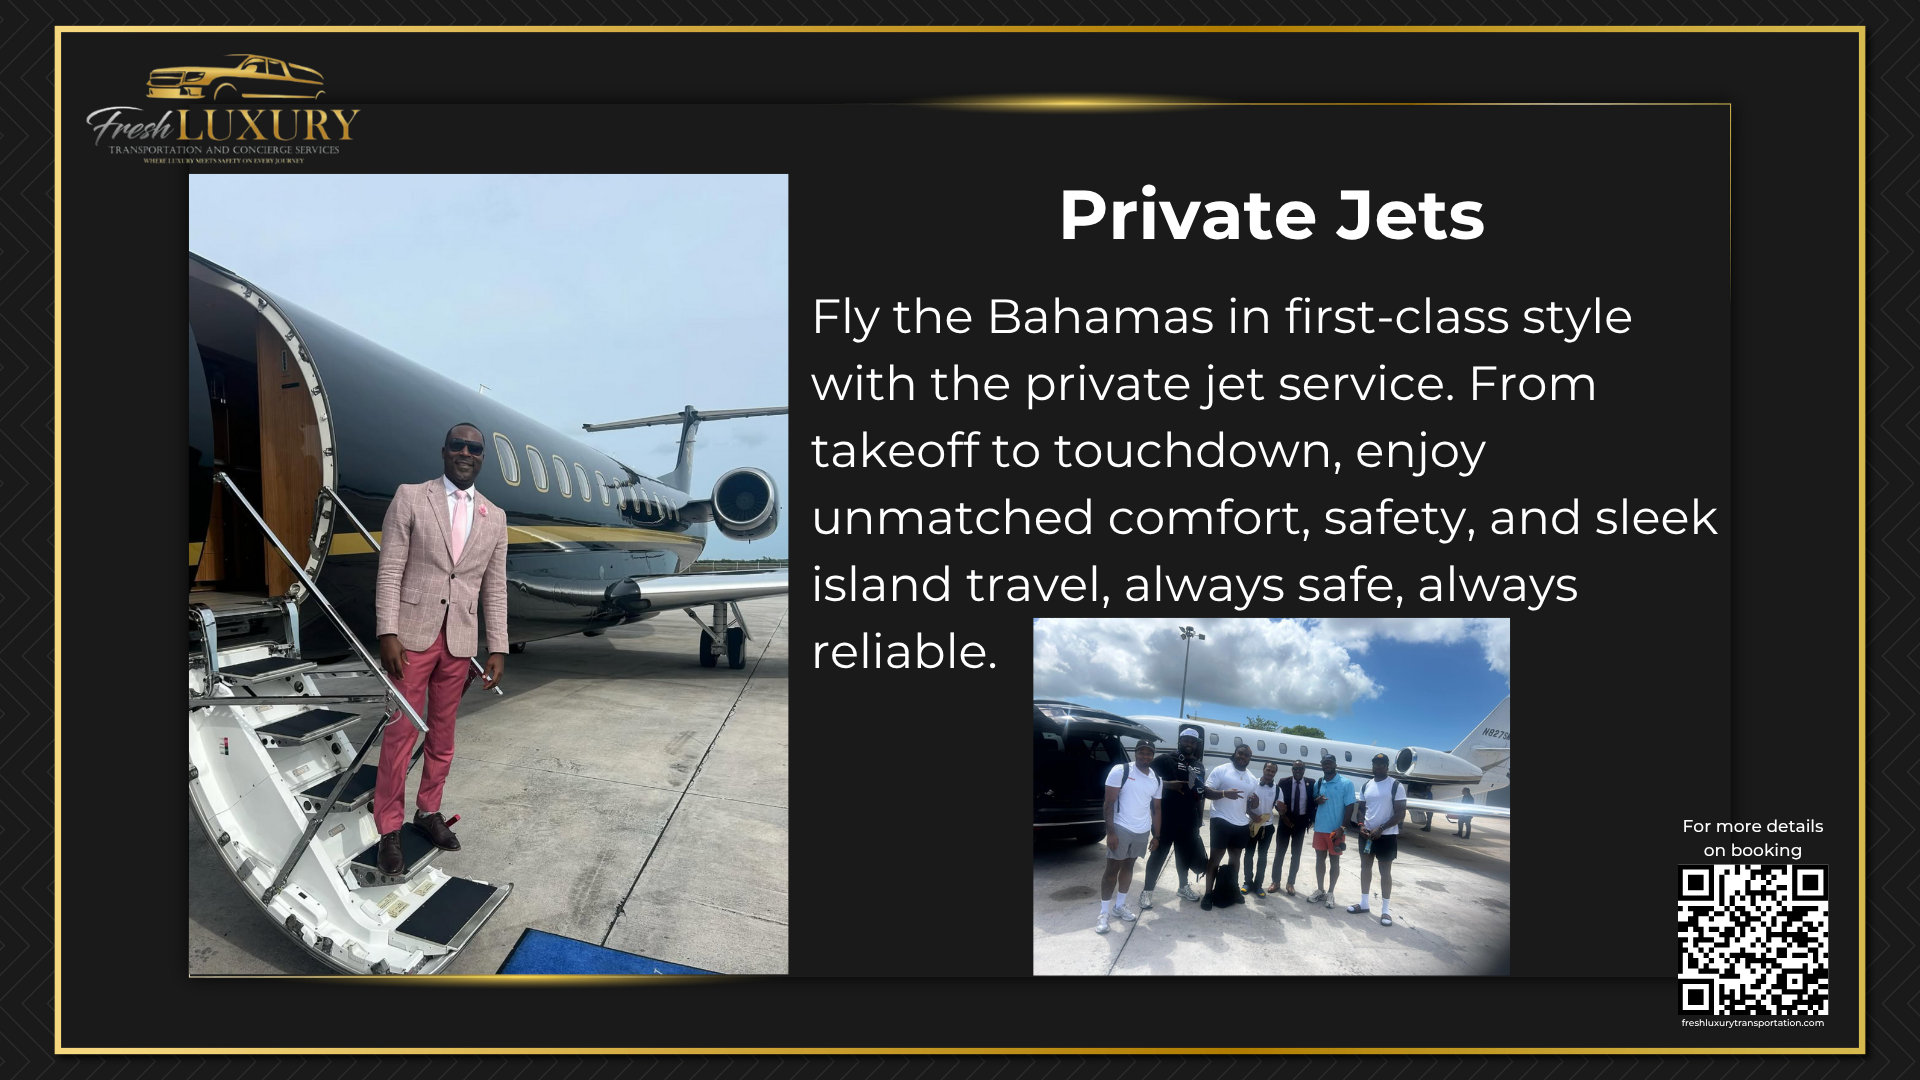 Fresh LUXURY
TRANSPORTATION AND CONCIERGE SERVICES
WHERE LUXURY MEETS SAFETY ON EVERY JOURNEY
Private Jets
Fly the Bahamas in first-class style
with the private jet service. From
takeoff to touchdown, enjoy
unmatched comfort, safety, and sleek
island travel, always safe, always
reliable.
For more details
on booking
freshluxurytransportation.com